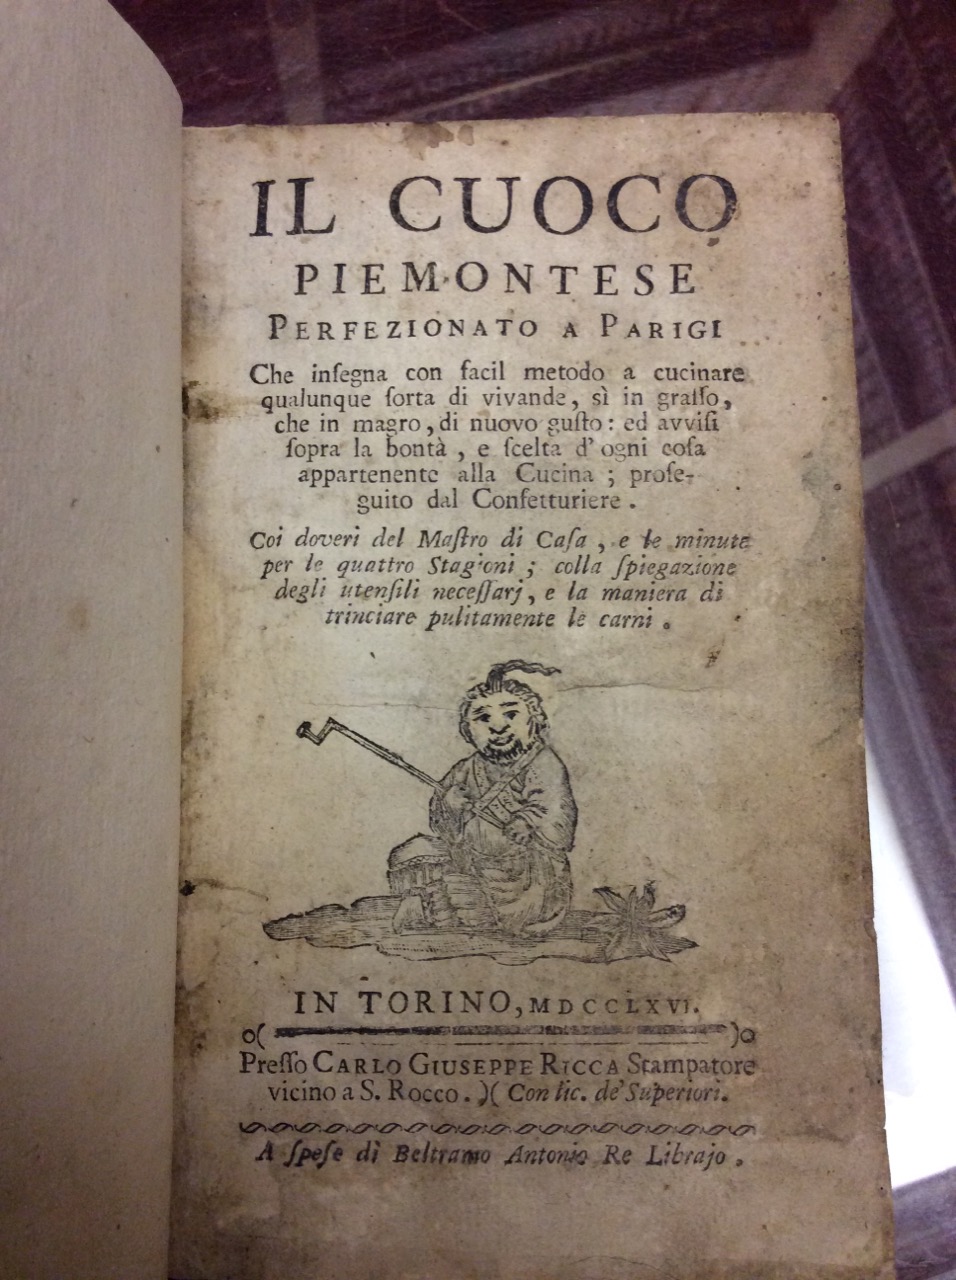 IL CUOCO
PIEMONTESE
PERFEZIONATO A PARIGI
Che inſegna con facil metodo a cucinare
qualunque ſorta di vivande, sì in graſſo,
che in magro, di nuovo guſto: ed avviſi
ſopra la bontà, e ſcelta d'ogni coſa
appartenente alla Cucina; proſe-
guito dal Confetturiere.
Coi doveri del Maſtro di Caſa, e le minute
per le quattro Stagioni; colla ſpiegazione
degli utenſili neceſſarj, e la maniera di
trinciare pulitamente le carni.
IN TORINO, MDCCLXVI.
Preſſo CARLO GIUSEPPE RICCA Stampatore
vicino a S. ROCCO. )( Con lic. de' Superiori.
A ſpeſe di Beltramo Antonio Re Librajo.